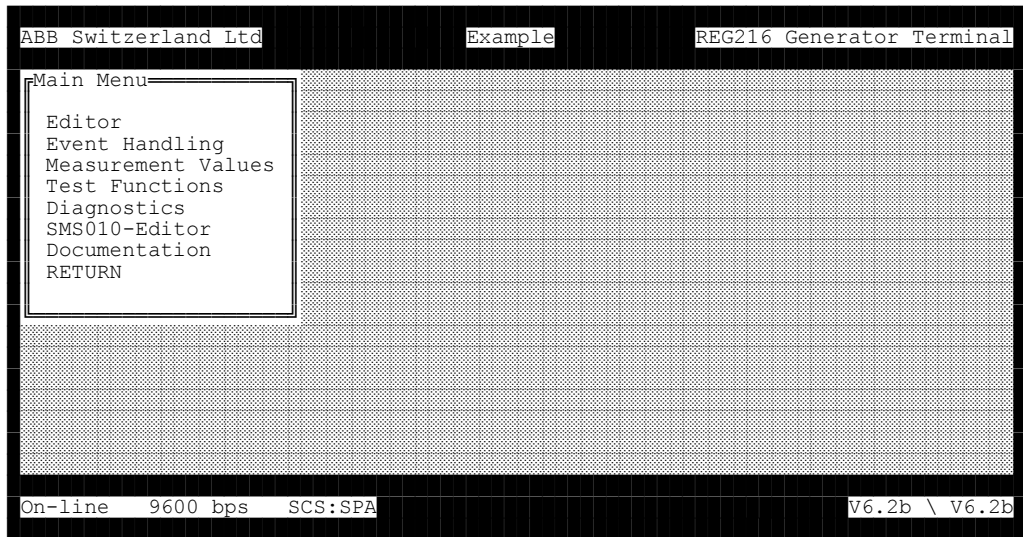 ABB Switzerland Ltd Example REG216 Generator Terminal
Main Menu
Editor
Event Handling
Measurement Values
Test Functions
Diagnostics
SMS010-Editor
Documentation
RETURN
On-line 9600 bps SCS:SPA V6.2b \ V6.2b